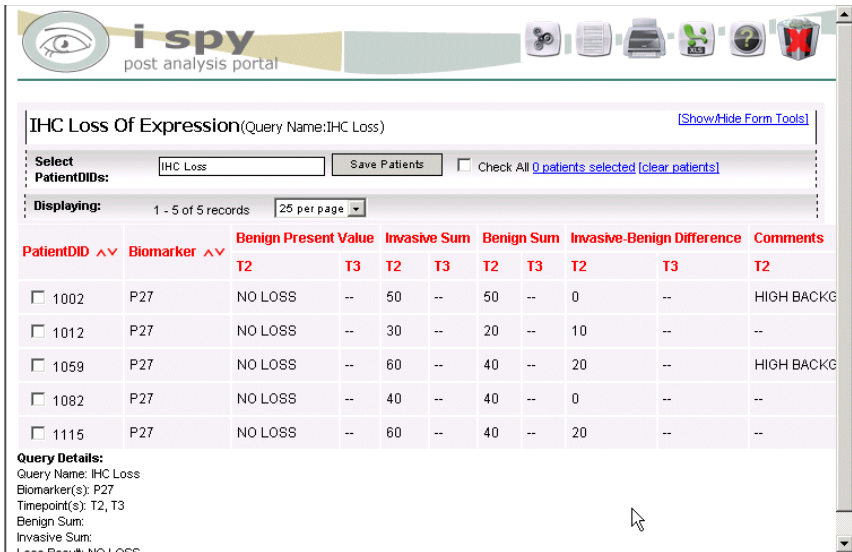 i spy
post analysis portal
XLS
?
IHC Loss Of Expression(Query Name:IHC Loss)
[Show/Hide Form Tools]
Select PatientDIDs: IHC Loss Save Patients Check All 0 patients selected [clear patients]
Displaying: 1 - 5 of 5 records 25 per page
PatientDID Biomarker Benign Present Value Invasive Sum Benign Sum Invasive-Benign Difference Comments
T2 T3 T2 T3 T2 T3 T2 T3 T2
1002 P27 NO LOSS -- 50 -- 50 -- 0 -- HIGH BACKG
1012 P27 NO LOSS -- 30 -- 20 -- 10 -- --
1059 P27 NO LOSS -- 60 -- 40 -- 20 -- HIGH BACKG
1082 P27 NO LOSS -- 40 -- 40 -- 0 -- --
1115 P27 NO LOSS -- 60 -- 40 -- 20 -- --
Query Details:
Query Name: IHC Loss
Biomarker(s): P27
Timepoint(s): T2, T3
Benign Sum:
Invasive Sum:
Loss Result: NO LOSS